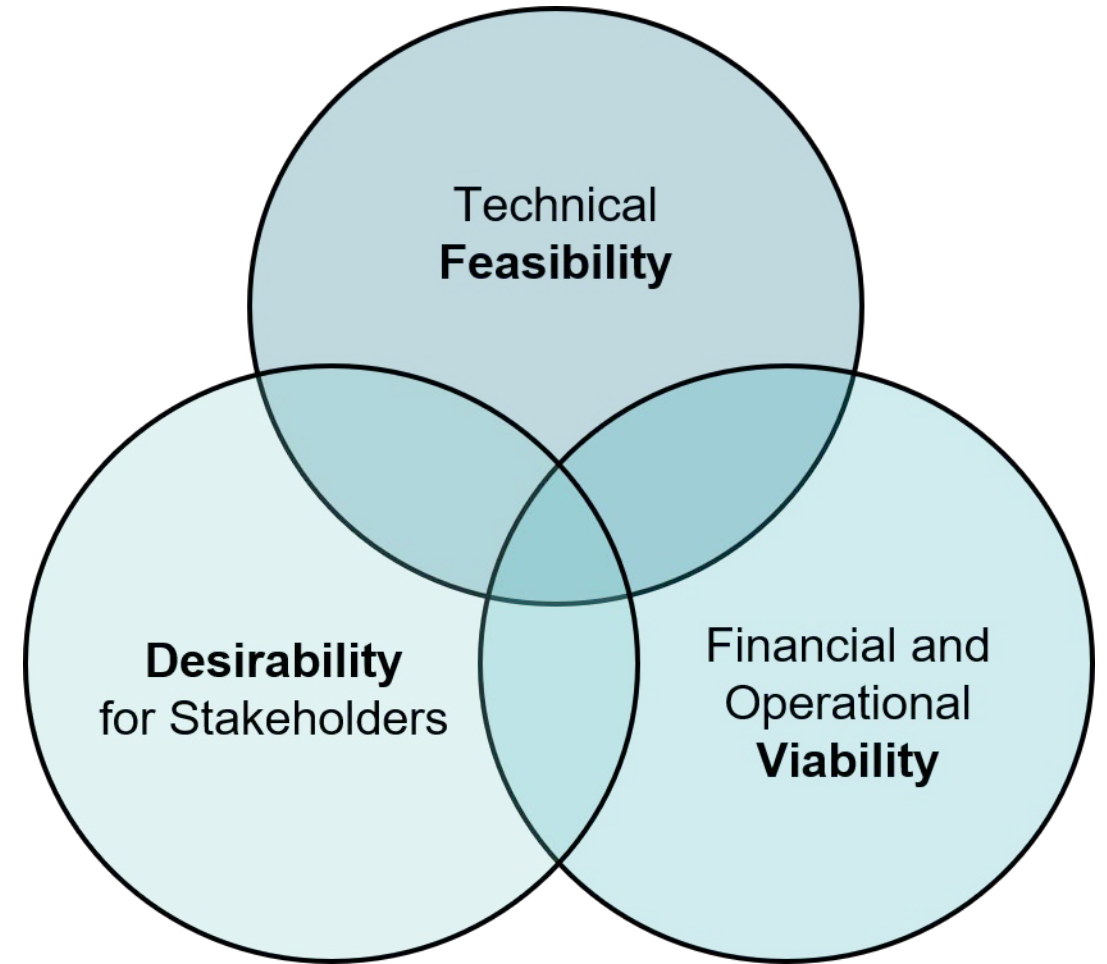 Technical
Feasibility
Desirability
for Stakeholders
Financial and
Operational
Viability